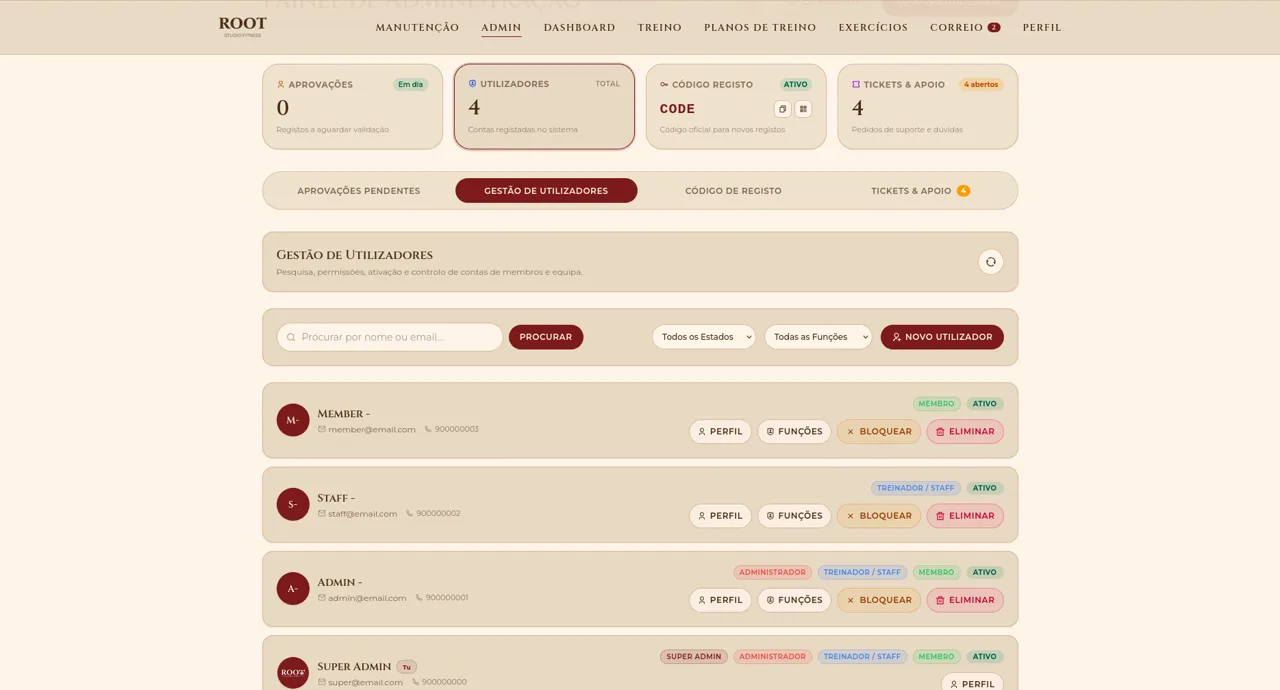 PAINEL DE ADMINISTRAÇÃO
ROOT
STUDIO FITNESS
MANUTENÇÃO ADMIN DASHBOARD TREINO PLANOS DE TREINO EXERCÍCIOS CORREIO 2 PERFIL
APROVAÇÕES Em dia
0
Registos a aguardar validação
UTILIZADORES TOTAL
4
Contas registadas no sistema
CÓDIGO REGISTO ATIVO
CODE
Código oficial para novos registos
TICKETS & APOIO 4 abertos
4
Pedidos de suporte e dúvidas
APROVAÇÕES PENDENTES GESTÃO DE UTILIZADORES CÓDIGO DE REGISTO TICKETS & APOIO 4
Gestão de Utilizadores
Pesquisa, permissões, ativação e controlo de contas de membros e equipa.
Procurar por nome ou email... PROCURAR Todos os Estados Todas as Funções NOVO UTILIZADOR
M- Member -
member@email.com 900000003
MEMBRO ATIVO
PERFIL FUNÇÕES BLOQUEAR ELIMINAR
S- Staff -
staff@email.com 900000002
TREINADOR / STAFF ATIVO
PERFIL FUNÇÕES BLOQUEAR ELIMINAR
A- Admin -
admin@email.com 900000001
ADMINISTRADOR TREINADOR / STAFF MEMBRO ATIVO
PERFIL FUNÇÕES BLOQUEAR ELIMINAR
ROOT SUPER ADMIN Tu
super@email.com 900000000
SUPER ADMIN ADMINISTRADOR TREINADOR / STAFF MEMBRO ATIVO
PERFIL